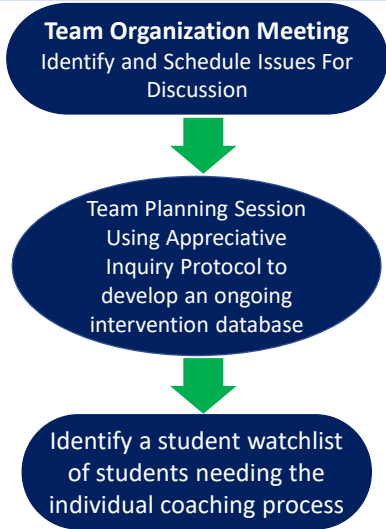 Team Organization Meeting
Identify and Schedule Issues For
Discussion
Team Planning Session
Using Appreciative
Inquiry Protocol to
develop an ongoing
intervention database
Identify a student watchlist
of students needing the
individual coaching process